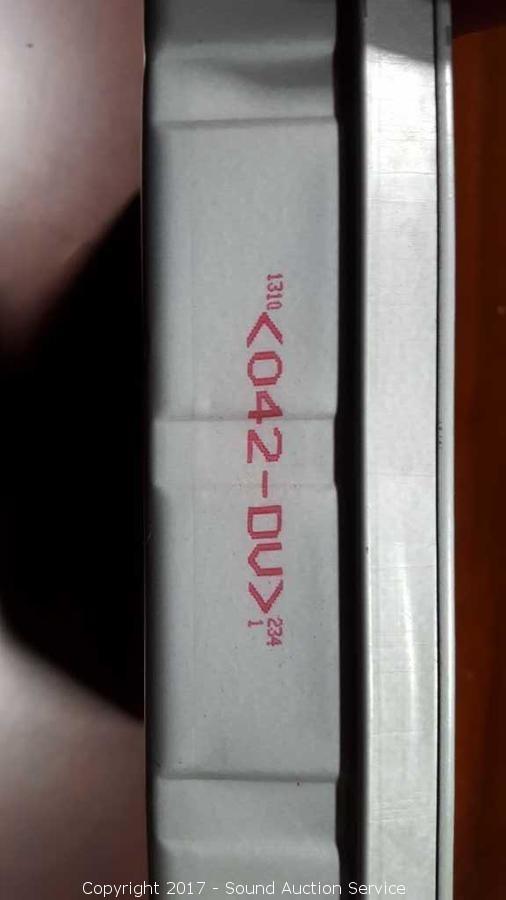 1310 <042-DV> 234
1
Copyright 2017 - Sound Auction Service